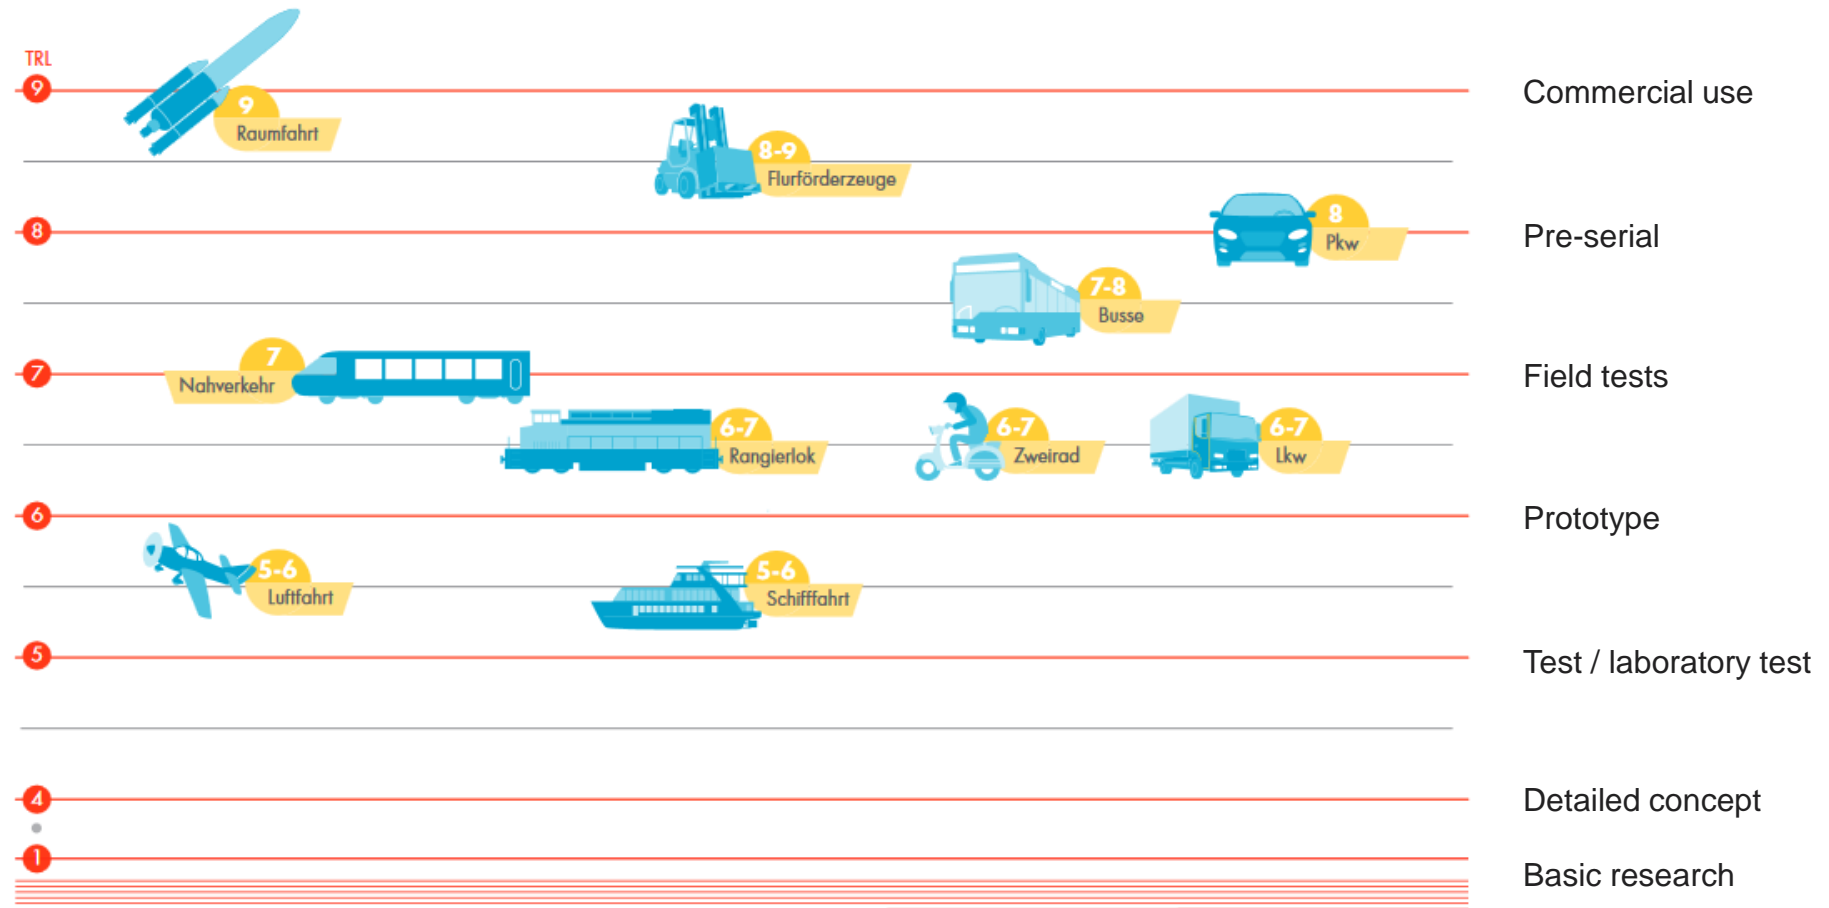 TRL
9
Commercial use
9
Raumfahrt
8-9
Flurförderzeuge
8
Pre-serial
8
Pkw
7-8
Busse
7
Field tests
7
Nahverkehr
6-7
Rangierlok
6-7
Zweirad
6-7
Lkw
6
Prototype
5-6
Luftfahrt
5-6
Schifffahrt
5
Test / laboratory test
4
Detailed concept
1
Basic research